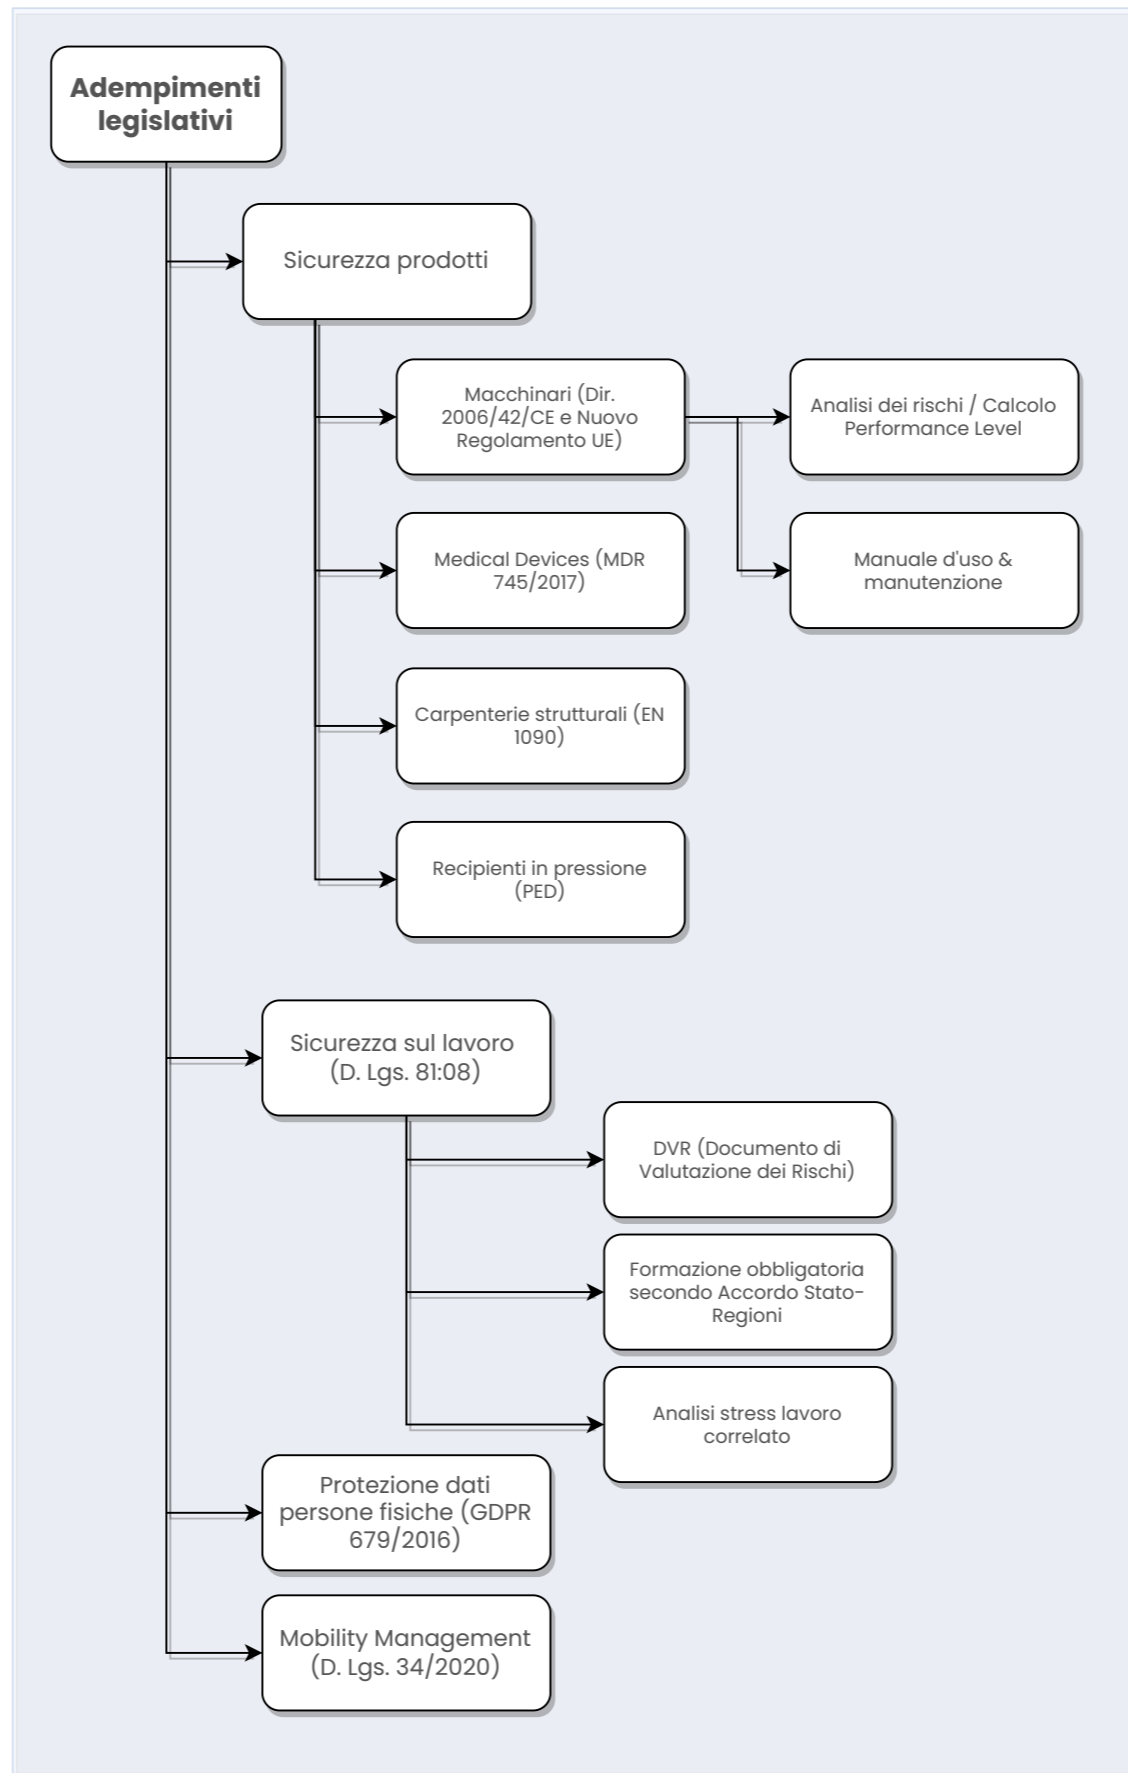 Adempimenti
legislativi
Sicurezza prodotti
Macchinari (Dir.
2006/42/CE e Nuovo
Regolamento UE)
Analisi dei rischi / Calcolo
Performance Level
Medical Devices (MDR
745/2017)
Manuale d'uso &
manutenzione
Carpenterie strutturali (EN
1090)
Recipienti in pressione
(PED)
Sicurezza sul lavoro
(D. Lgs. 81:08)
DVR (Documento di
Valutazione dei Rischi)
Formazione obbligatoria
secondo Accordo Stato-
Regioni
Analisi stress lavoro
correlato
Protezione dati
persone fisiche (GDPR
679/2016)
Mobility Management
(D. Lgs. 34/2020)